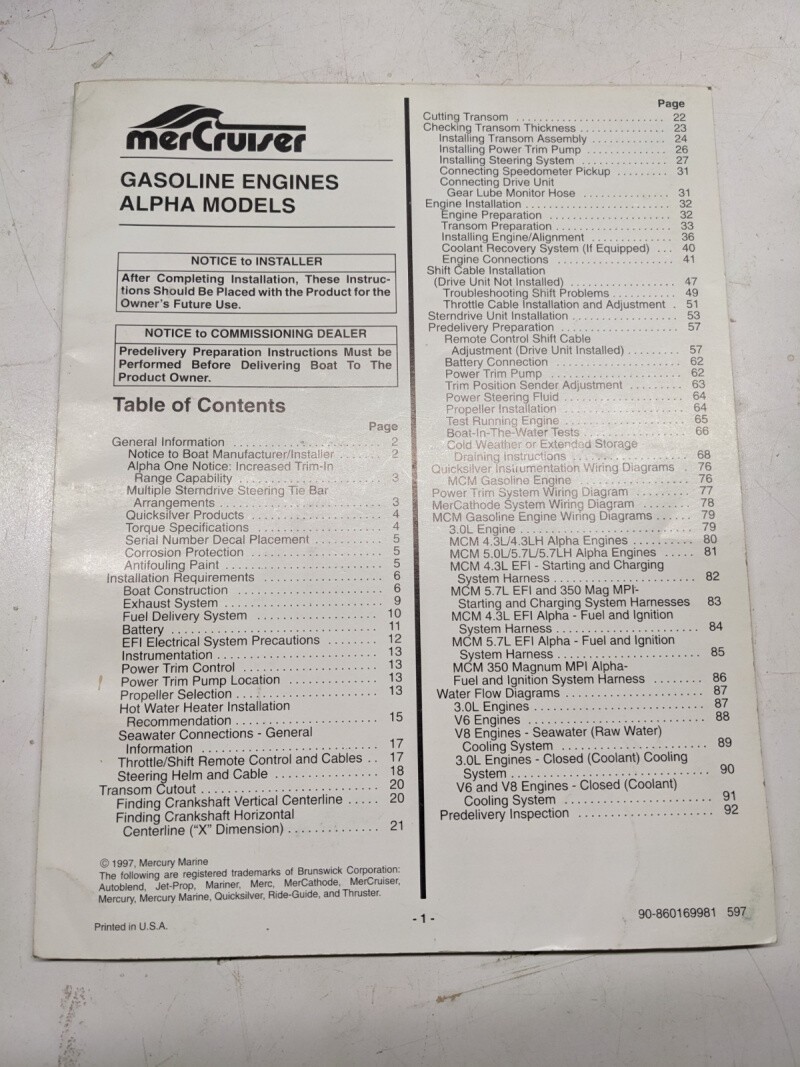 merCruiser
GASOLINE ENGINES
ALPHA MODELS
NOTICE to INSTALLER
After Completing Installation, These Instruc-
tions Should Be Placed with the Product for the
Owner's Future Use.
NOTICE to COMMISSIONING DEALER
Predelivery Preparation Instructions Must be
Performed Before Delivering Boat To The
Product Owner.
Table of Contents
Page
General Information . . . . . . . . . . . . . . . . . . . . . . . 2
Notice to Boat Manufacturer/Installer . . . . . . . 2
Alpha One Notice: Increased Trim-In
Range Capability . . . . . . . . . . . . . . . . . . . . 3
Multiple Sterndrive Steering Tie Bar
Arrangements . . . . . . . . . . . . . . . . . . . . . . . 3
Quicksilver Products . . . . . . . . . . . . . . . . . . . . 4
Torque Specifications . . . . . . . . . . . . . . . . . . . 4
Serial Number Decal Placement . . . . . . . . . . 5
Corrosion Protection . . . . . . . . . . . . . . . . . . . 5
Antifouling Paint . . . . . . . . . . . . . . . . . . . . . . . 5
Installation Requirements . . . . . . . . . . . . . . . . . . 6
Boat Construction . . . . . . . . . . . . . . . . . . . . . . 6
Exhaust System . . . . . . . . . . . . . . . . . . . . . . . 9
Fuel Delivery System . . . . . . . . . . . . . . . . . . . 10
Battery . . . . . . . . . . . . . . . . . . . . . . . . . . . . . . 11
EFI Electrical System Precautions . . . . . . . . 12
Instrumentation . . . . . . . . . . . . . . . . . . . . . . . . 13
Power Trim Control . . . . . . . . . . . . . . . . . . . . 13
Power Trim Pump Location . . . . . . . . . . . . . 13
Propeller Selection . . . . . . . . . . . . . . . . . . . . . 13
Hot Water Heater Installation
Recommendation . . . . . . . . . . . . . . . . . . . . . 15
Seawater Connections - General
Information . . . . . . . . . . . . . . . . . . . . . . . . . 17
Throttle/Shift Remote Control and Cables . . 17
Steering Helm and Cable . . . . . . . . . . . . . . . 18
Transom Cutout . . . . . . . . . . . . . . . . . . . . . . . . . . 20
Finding Crankshaft Vertical Centerline . . . . . 20
Finding Crankshaft Horizontal
Centerline ("X" Dimension) . . . . . . . . . . . . . 21
© 1997, Mercury Marine
The following are registered trademarks of Brunswick Corporation:
Autoblend, Jet-Prop, Mariner, Merc, MerCathode, MerCruiser,
Mercury, Mercury Marine, Quicksilver, Ride-Guide, and Thruster.
Printed in U.S.A.
Page
Cutting Transom . . . . . . . . . . . . . . . . . . . . . . . . . 22
Checking Transom Thickness . . . . . . . . . . . . . . 23
Installing Transom Assembly . . . . . . . . . . . . 24
Installing Power Trim Pump . . . . . . . . . . . . . 26
Installing Steering System . . . . . . . . . . . . . . 27
Connecting Speedometer Pickup . . . . . . . . . 31
Connecting Drive Unit
Gear Lube Monitor Hose . . . . . . . . . . . . . . 31
Engine Installation . . . . . . . . . . . . . . . . . . . . . . . . 32
Engine Preparation . . . . . . . . . . . . . . . . . . . . 32
Transom Preparation . . . . . . . . . . . . . . . . . . . 33
Installing Engine/Alignment . . . . . . . . . . . . . 36
Coolant Recovery System (If Equipped) . . . 40
Engine Connections . . . . . . . . . . . . . . . . . . . 41
Shift Cable Installation
(Drive Unit Not Installed) . . . . . . . . . . . . . . . . . 47
Troubleshooting Shift Problems . . . . . . . . . . . 49
Throttle Cable Installation and Adjustment . 51
Sterndrive Unit Installation . . . . . . . . . . . . . . . . . . 53
Predelivery Preparation . . . . . . . . . . . . . . . . . . . 57
Remote Control Shift Cable
Adjustment (Drive Unit Installed) . . . . . . . . . 57
Battery Connection . . . . . . . . . . . . . . . . . . . . . 62
Power Trim Pump . . . . . . . . . . . . . . . . . . . . . 62
Trim Position Sender Adjustment . . . . . . . . . 63
Power Steering Fluid . . . . . . . . . . . . . . . . . . . . 64
Propeller Installation . . . . . . . . . . . . . . . . . . . 64
Test Running Engine . . . . . . . . . . . . . . . . . . . . 65
Boat-In-The-Water Tests . . . . . . . . . . . . . . . . 66
Cold Weather or Extended Storage
Draining Instructions . . . . . . . . . . . . . . . . . . 68
Quicksilver Instrumentation Wiring Diagrams . 76
MCM Gasoline Engine . . . . . . . . . . . . . . . . . . 76
Power Trim System Wiring Diagram . . . . . . . . . 77
MerCathode System Wiring Diagram . . . . . . . . 78
MCM Gasoline Engine Wiring Diagrams . . . . . . 79
3.0L Engine . . . . . . . . . . . . . . . . . . . . . . . . . . 79
MCM 4.3L/4.3LH Alpha Engines . . . . . . . . . . 80
MCM 5.0L/5.7L/5.7LH Alpha Engines . . . . . 81
MCM 4.3L EFI - Starting and Charging
System Harness . . . . . . . . . . . . . . . . . . . . . . 82
MCM 5.7L EFI and 350 Mag MPI-
Starting and Charging System Harnesses 83
MCM 4.3L EFI Alpha - Fuel and Ignition
System Harness . . . . . . . . . . . . . . . . . . . . . . 84
MCM 5.7L EFI Alpha - Fuel and Ignition
System Harness . . . . . . . . . . . . . . . . . . . . . . 85
MCM 350 Magnum MPI Alpha-
Fuel and Ignition System Harness . . . . . . . . 86
Water Flow Diagrams . . . . . . . . . . . . . . . . . . . . . 87
3.0L Engines . . . . . . . . . . . . . . . . . . . . . . . . . . 87
V6 Engines . . . . . . . . . . . . . . . . . . . . . . . . . . . 88
V8 Engines - Seawater (Raw Water)
Cooling System . . . . . . . . . . . . . . . . . . . . . . 89
3.0L Engines - Closed (Coolant) Cooling
System . . . . . . . . . . . . . . . . . . . . . . . . . . . . . 90
V6 and V8 Engines - Closed (Coolant)
Cooling System . . . . . . . . . . . . . . . . . . . . . . 91
Predelivery Inspection . . . . . . . . . . . . . . . . . . . . . 92
- 1 -
90-860169981 597